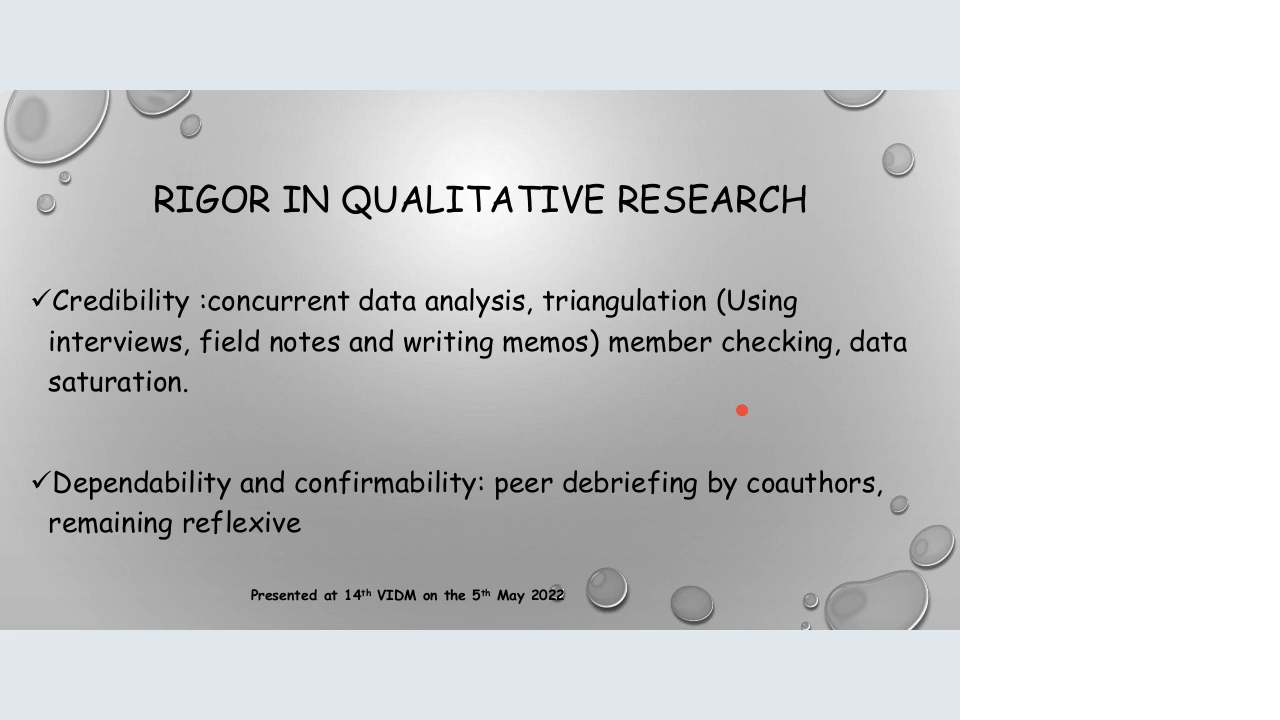 RIGOR IN QUALITATIVE RESEARCH
✓Credibility :concurrent data analysis, triangulation (Using
interviews, field notes and writing memos) member checking, data
saturation.
✓Dependability and confirmability: peer debriefing by coauthors,
remaining reflexive
Presented at 14th VIDM on the 5th May 2022